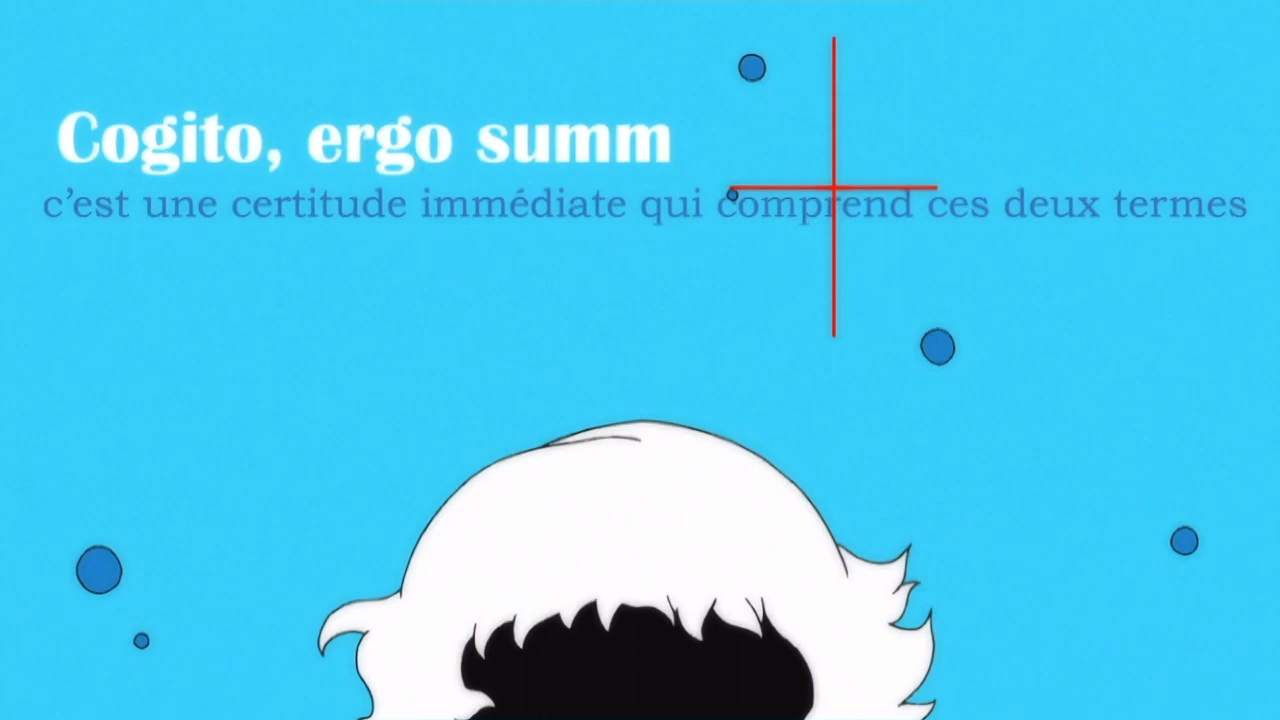 Cogito, ergo summ
c’est une certitude immédiate qui comprend ces deux termes